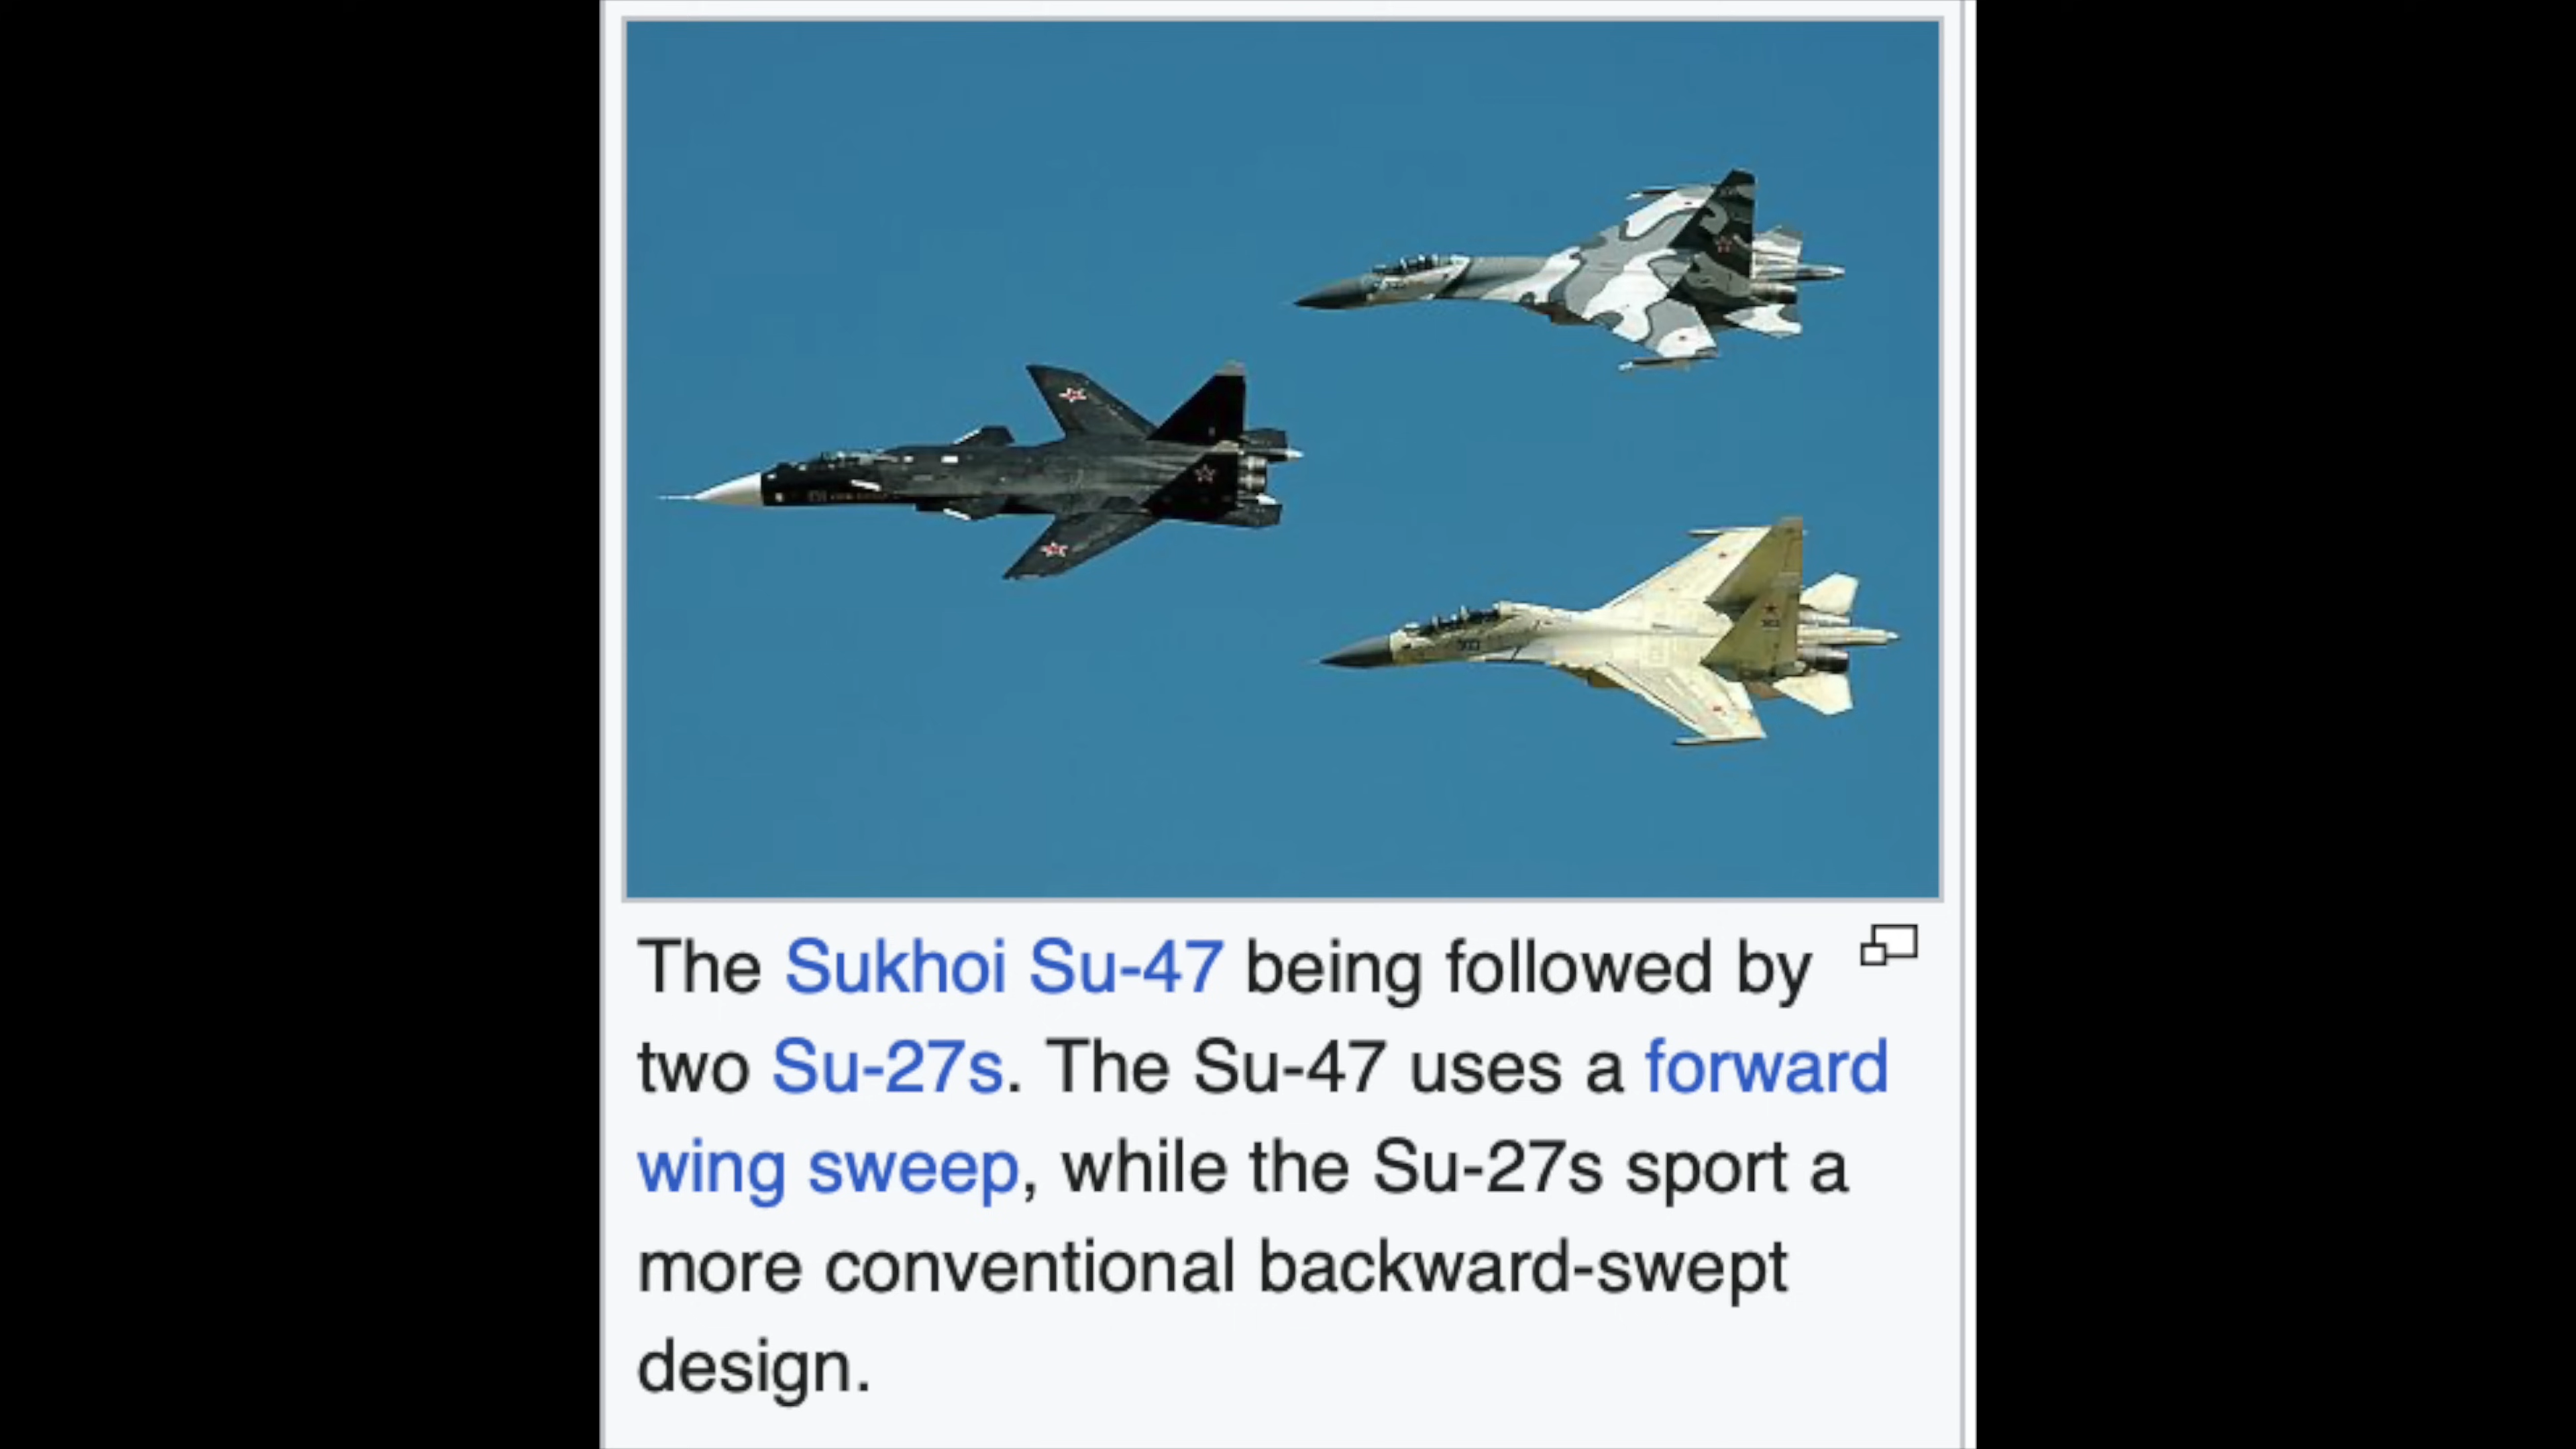 The Sukhoi Su-47 being followed by
two Su-27s. The Su-47 uses a forward
wing sweep, while the Su-27s sport a
more conventional backward-swept
design.